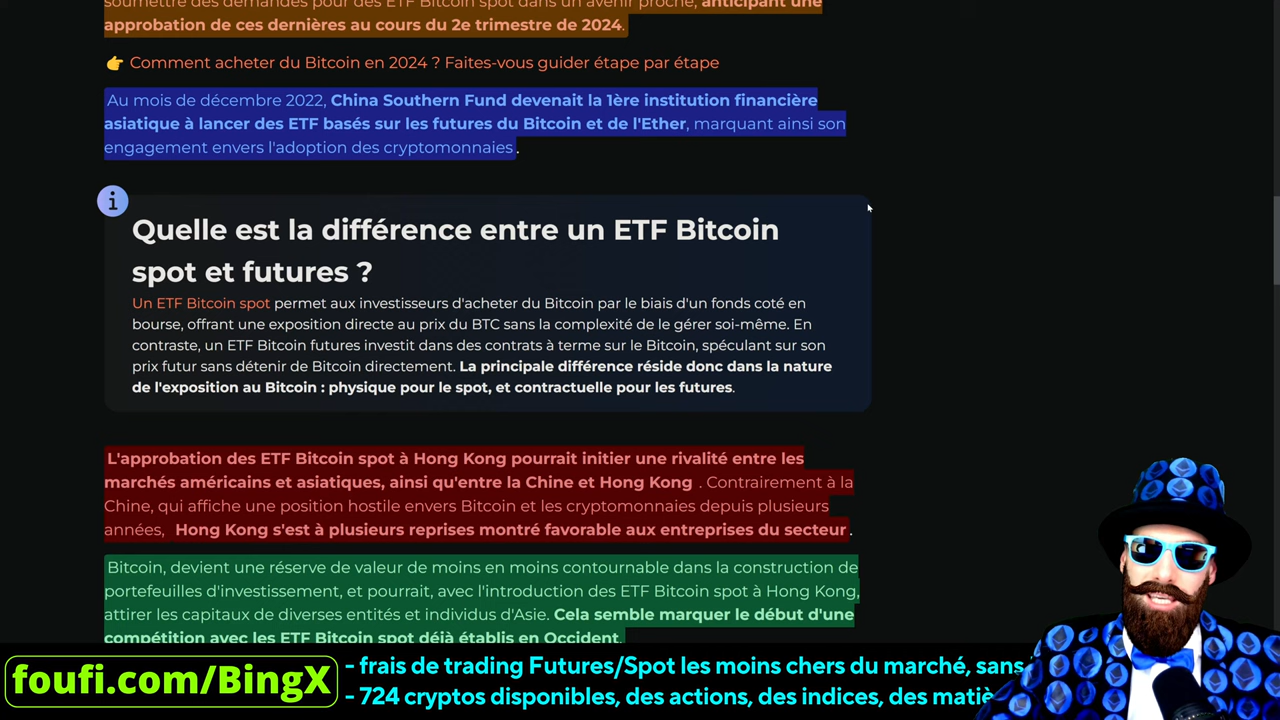 soumettre des demandes pour des ETF Bitcoin spot dans un avenir proche, anticipant une
approbation de ces dernières au cours du 2e trimestre de 2024.
👉 Comment acheter du Bitcoin en 2024 ? Faites-vous guider étape par étape
Au mois de décembre 2022, China Southern Fund devenait la 1ère institution financière
asiatique à lancer des ETF basés sur les futures du Bitcoin et de l'Ether, marquant ainsi son
engagement envers l'adoption des cryptomonnaies.
i
Quelle est la différence entre un ETF Bitcoin
spot et futures ?
Un ETF Bitcoin spot permet aux investisseurs d'acheter du Bitcoin par le biais d'un fonds coté en
bourse, offrant une exposition directe au prix du BTC sans la complexité de le gérer soi-même. En
contraste, un ETF Bitcoin futures investit dans des contrats à terme sur le Bitcoin, spéculant sur son
prix futur sans détenir de Bitcoin directement. La principale différence réside donc dans la nature
de l'exposition au Bitcoin : physique pour le spot, et contractuelle pour les futures.
L'approbation des ETF Bitcoin spot à Hong Kong pourrait initier une rivalité entre les
marchés américains et asiatiques, ainsi qu'entre la Chine et Hong Kong . Contrairement à la
Chine, qui affiche une position hostile envers Bitcoin et les cryptomonnaies depuis plusieurs
années, Hong Kong s'est à plusieurs reprises montré favorable aux entreprises du secteur.
Bitcoin, devient une réserve de valeur de moins en moins contournable dans la construction de
portefeuilles d'investissement, et pourrait, avec l'introduction des ETF Bitcoin spot à Hong Kong,
attirer les capitaux de diverses entités et individus d'Asie. Cela semble marquer le début d'une
compétition avec les ETF Bitcoin spot déjà établis en Occident.
foufi.com/BingX
- frais de trading Futures/Spot les moins chers du marché, sans
- 724 cryptos disponibles, des actions, des indices, des